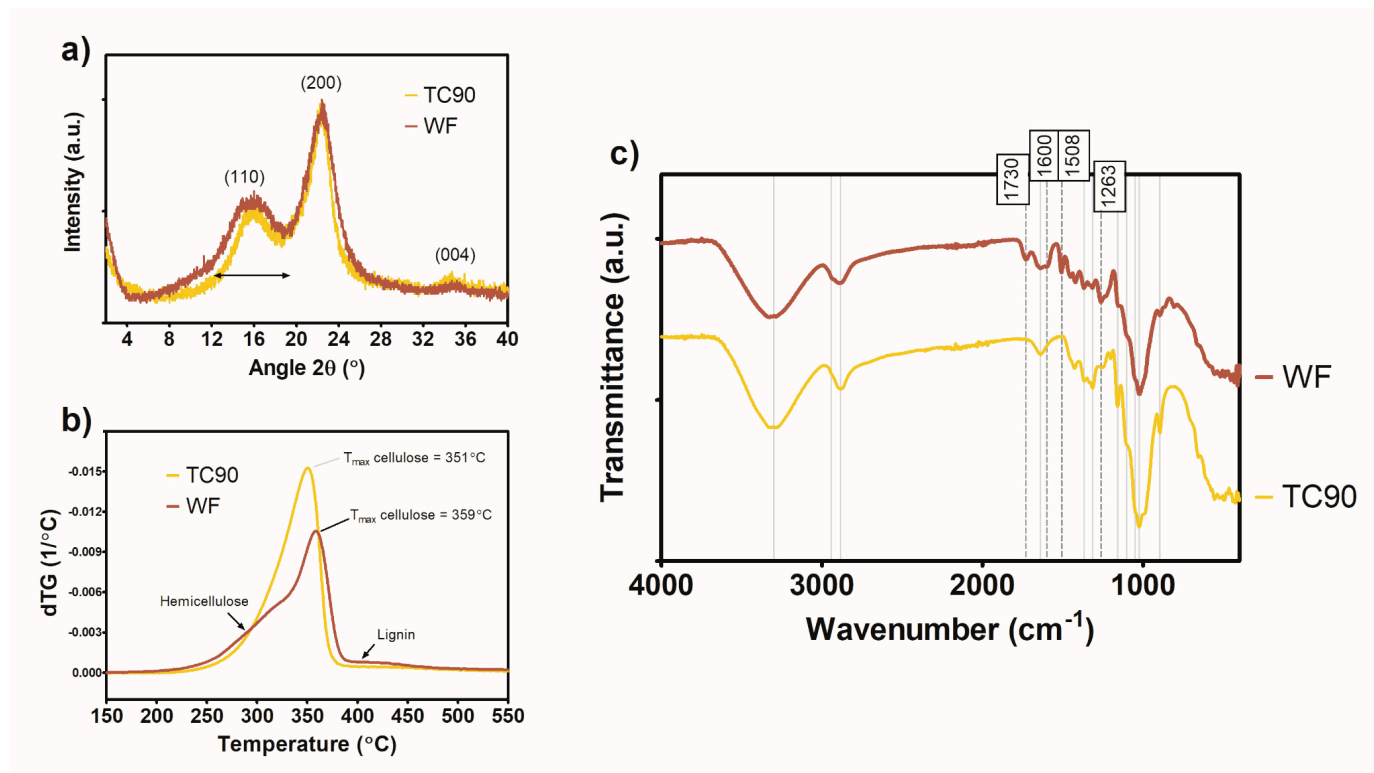 a)
Intensity (a.u.)
(110)
(200)
(004)
TC90
WF
4 8 12 16 20 24 28 32 36 40
Angle 2θ (°)
b)
dTG (1/°C)
-0.015
-0.012
-0.009
-0.006
-0.003
0.000
TC90
WF
Tmax cellulose = 351°C
Tmax cellulose = 359°C
Hemicellulose
Lignin
150 200 250 300 350 400 450 500 550
Temperature (°C)
c)
Transmittance (a.u.)
1730
1600
1508
1263
WF
TC90
4000 3000 2000 1000
Wavenumber (cm-1)